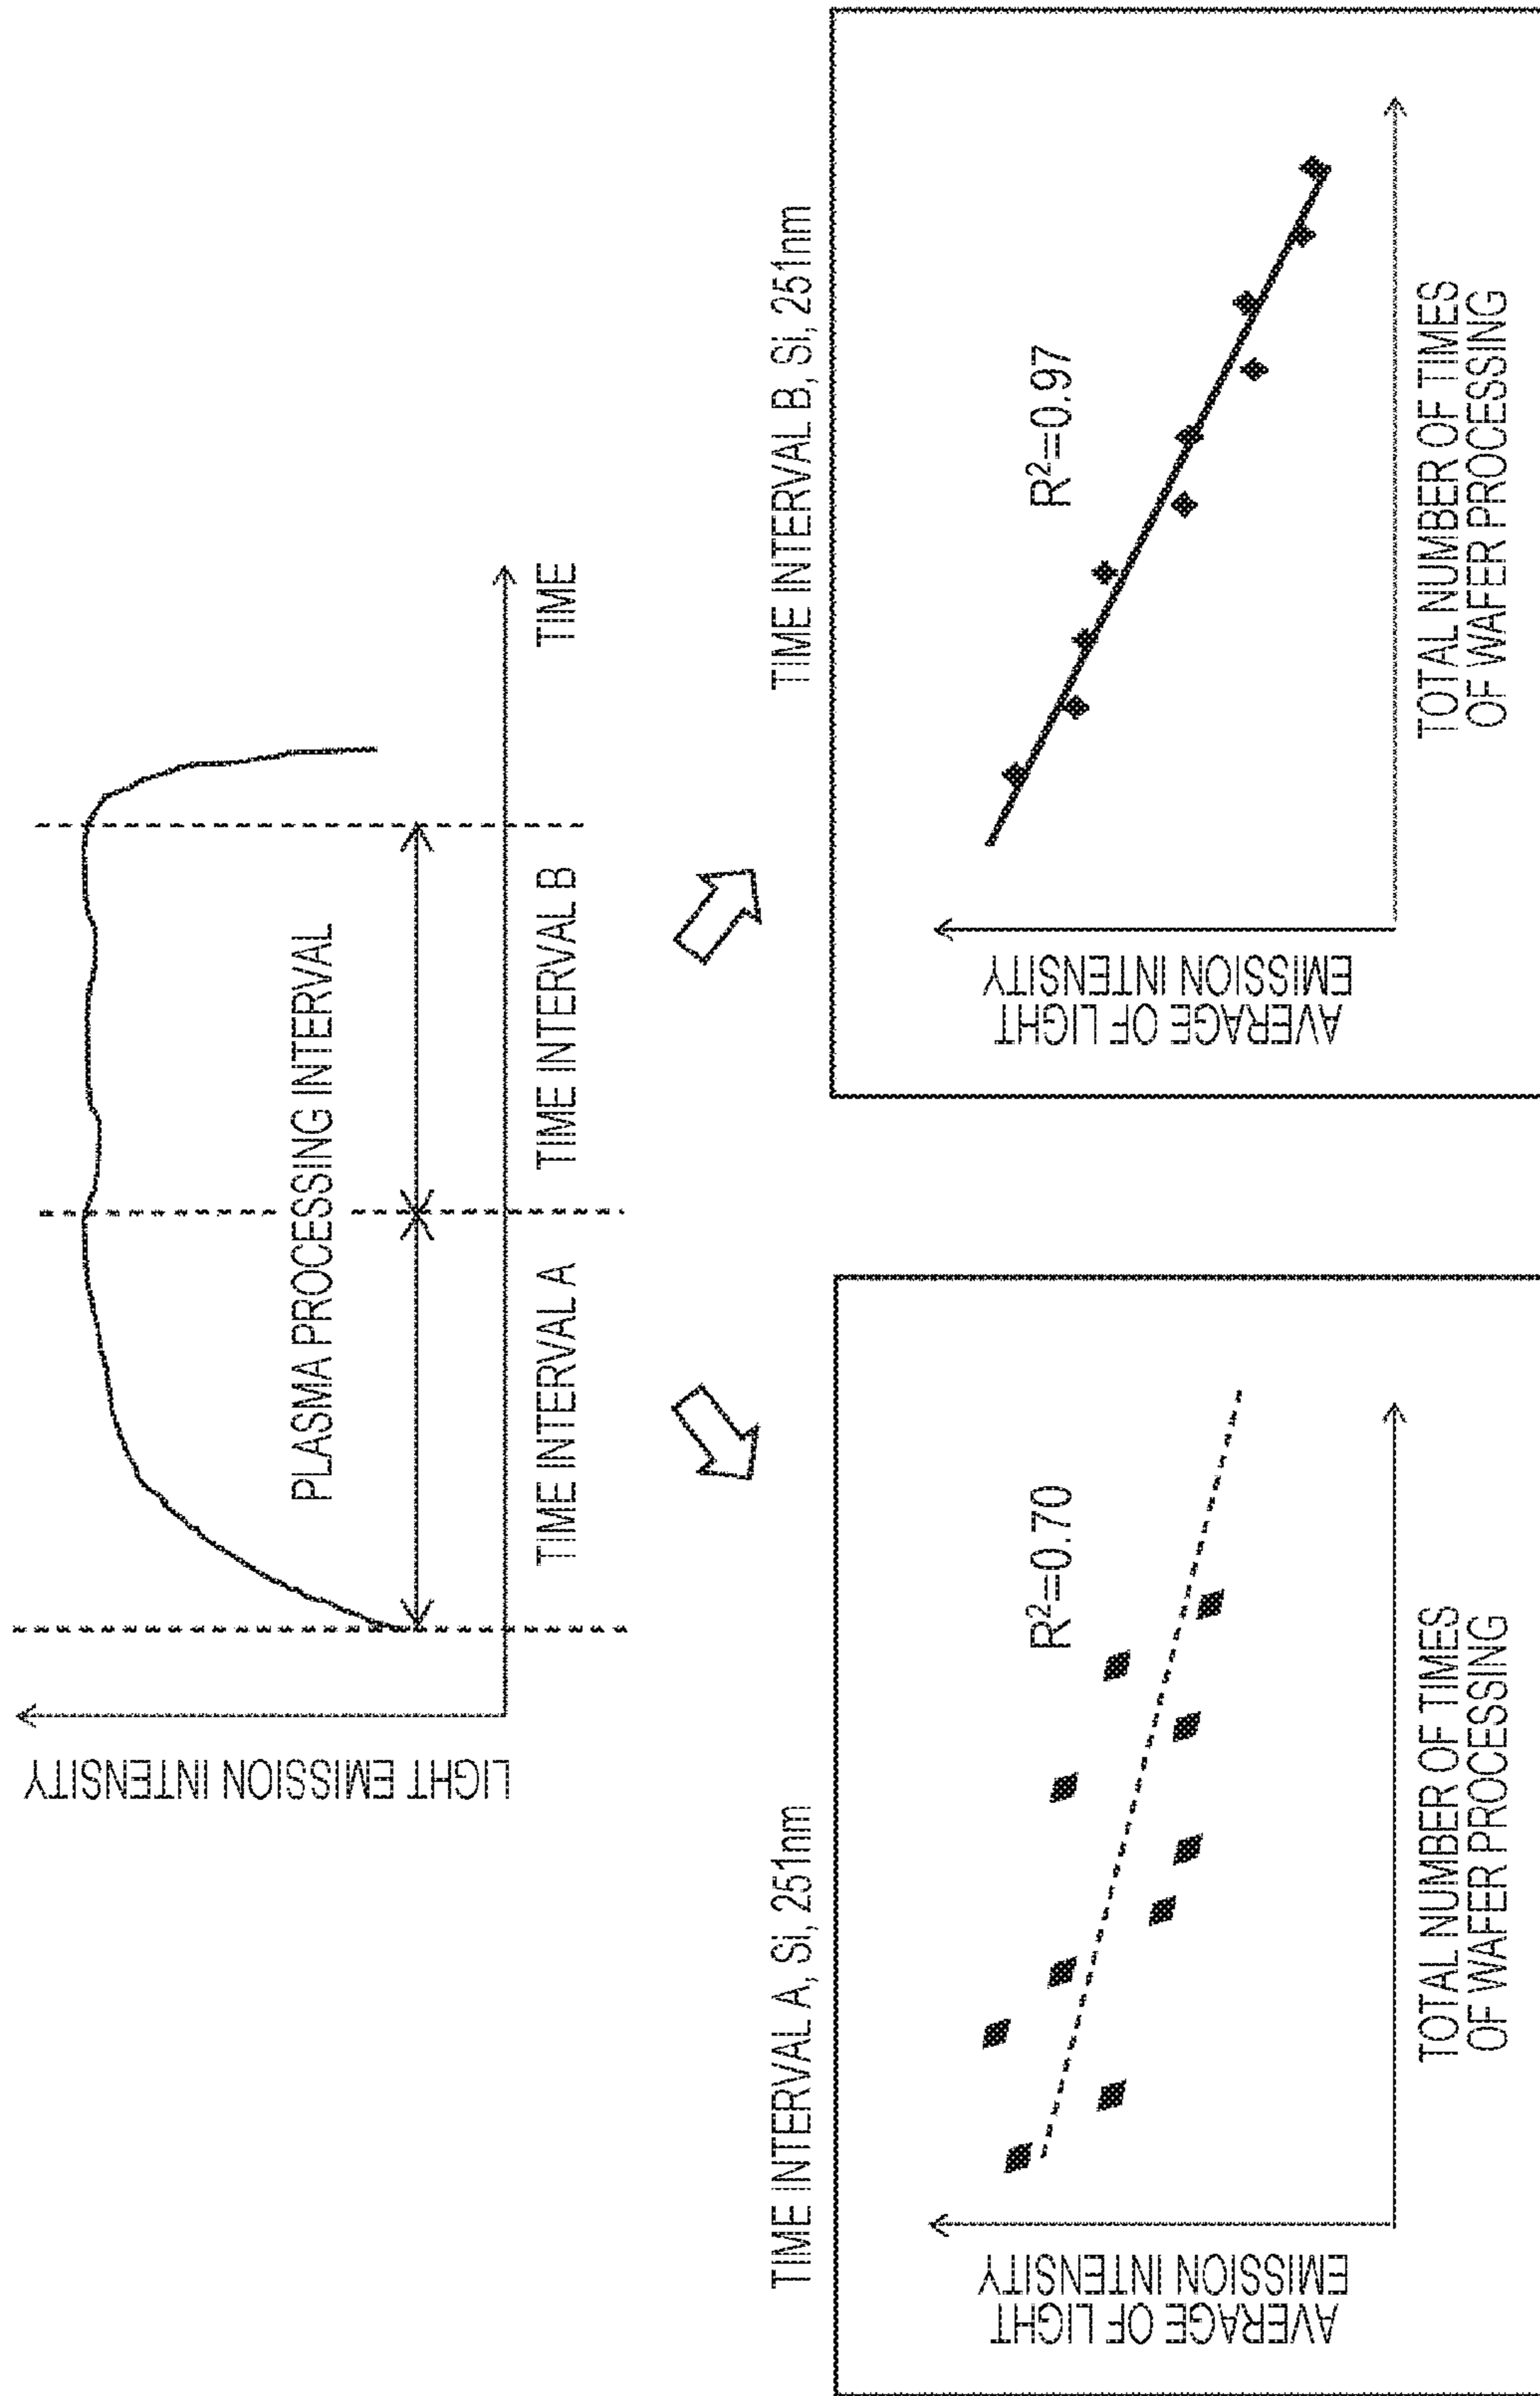 LIGHT EMISSION INTENSITY
PLASMA PROCESSING INTERVAL
TIME INTERVAL A
TIME INTERVAL B
TIME
TIME INTERVAL A, Si, 251nm
AVERAGE OF LIGHT
EMISSION INTENSITY
R²=0.70
TOTAL NUMBER OF TIMES
OF WAFER PROCESSING
TIME INTERVAL B, Si, 251nm
AVERAGE OF LIGHT
EMISSION INTENSITY
R²=0.97
TOTAL NUMBER OF TIMES
OF WAFER PROCESSING